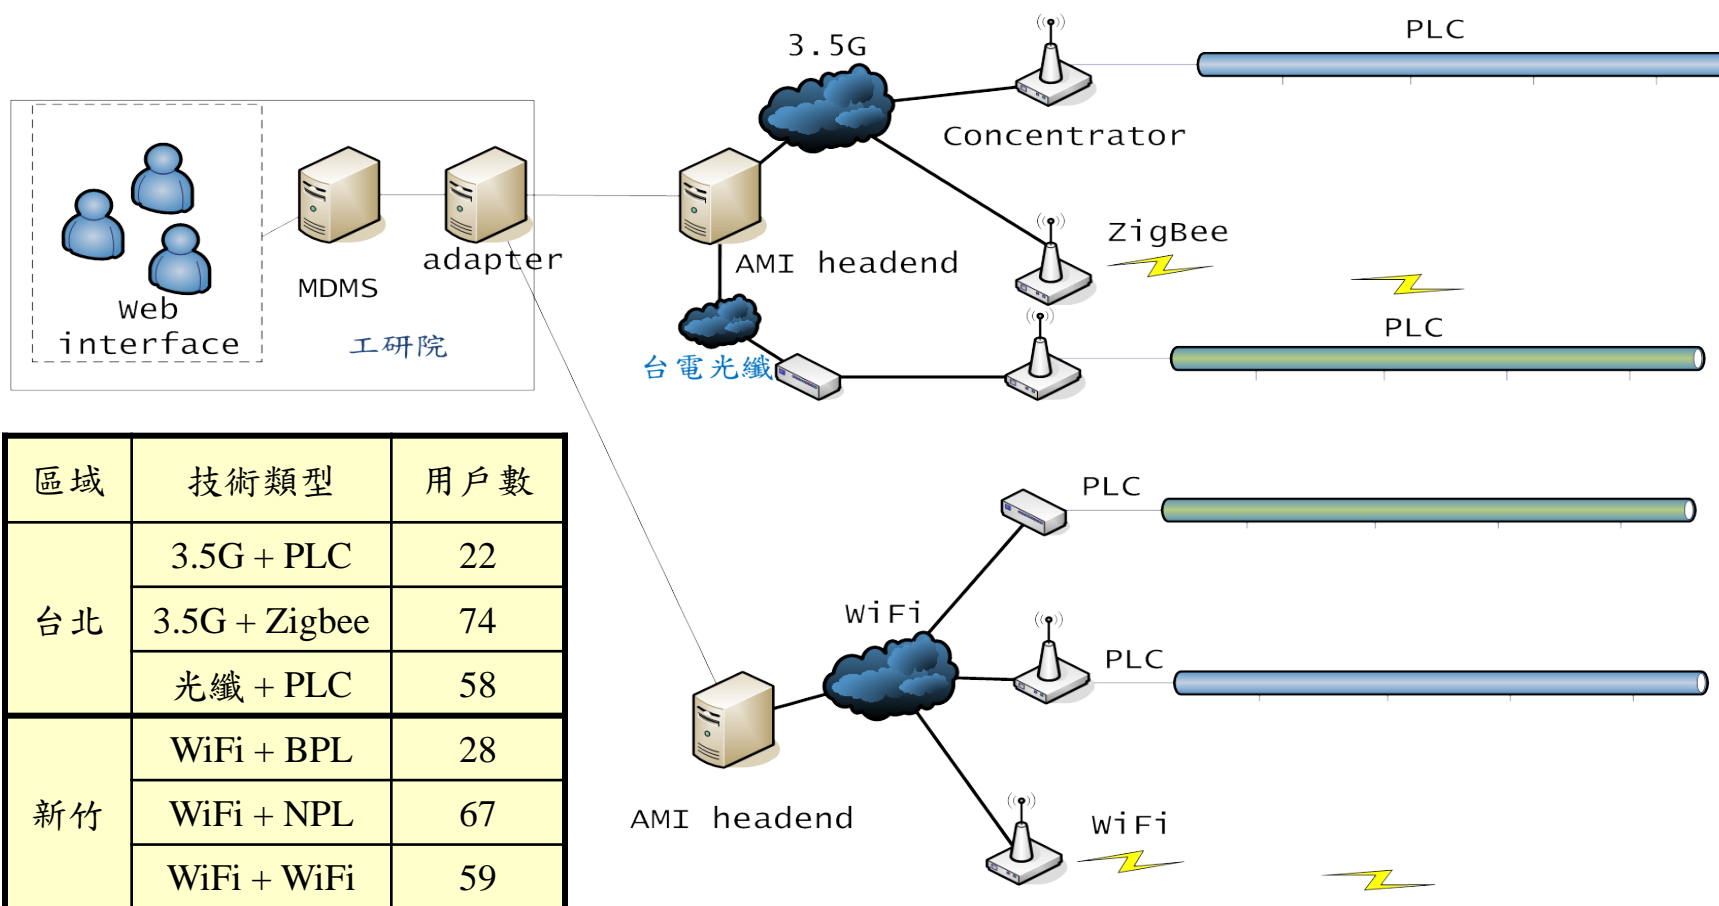 3.5G
PLC
Concentrator
ZigBee
AMI headend
adapter
MDMS
Web
interface
工研院
台電光纖
PLC
PLC
WiFi
PLC
AMI headend
WiFi
區域 技術類型 用戶數
台北
3.5G + PLC 22
3.5G + Zigbee 74
光纖 + PLC 58
新竹
WiFi + BPL 28
WiFi + NPL 67
WiFi + WiFi 59